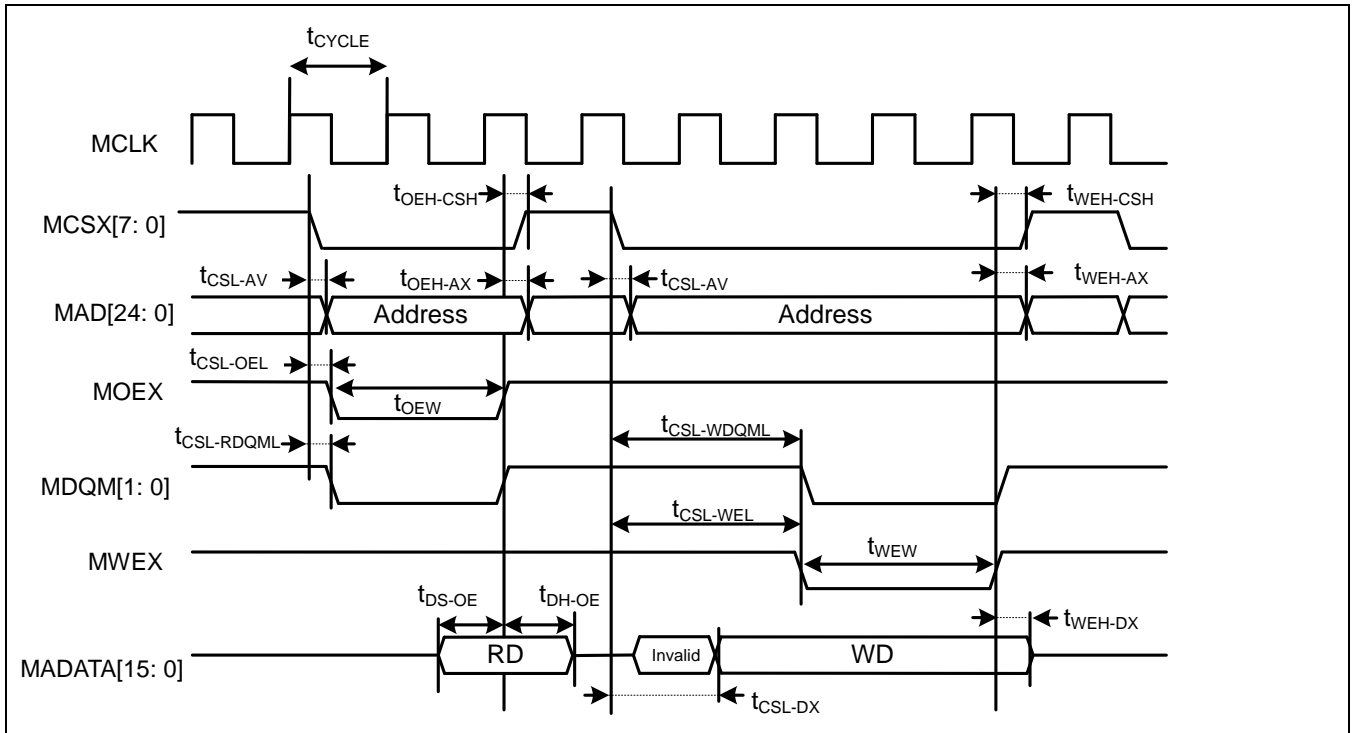 tCYCLE
MCLK
tOEH-CSH
tWEH-CSH
MCSX[7: 0]
tCSL-AV
tOEH-AX
tCSL-AV
tWEH-AX
MAD[24: 0]
Address
Address
tCSL-OEL
MOEX
tOEW
tCSL-RDQML
tCSL-WDQML
MDQM[1: 0]
tCSL-WEL
MWEX
tWEW
tDS-OE
tDH-OE
tWEH-DX
MADATA[15: 0]
RD
Invalid
WD
tCSL-DX